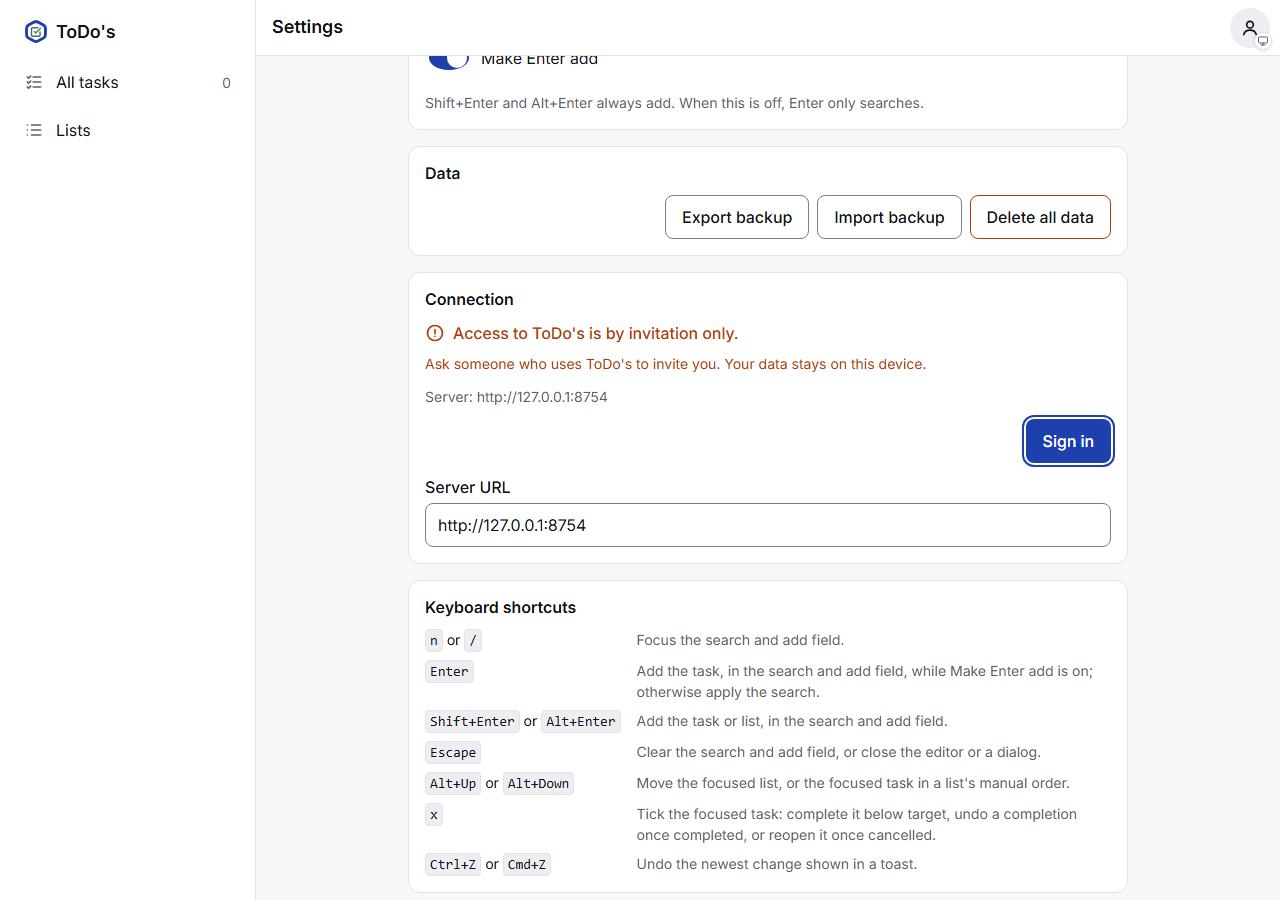 ToDo's
Settings
All tasks 0
Lists
Make Enter add
Shift+Enter and Alt+Enter always add. When this is off, Enter only searches.
Data
Export backup Import backup Delete all data
Connection
Access to ToDo's is by invitation only.
Ask someone who uses ToDo's to invite you. Your data stays on this device.
Server: http://127.0.0.1:8754
Sign in
Server URL
http://127.0.0.1:8754
Keyboard shortcuts
n or / Focus the search and add field.
Enter Add the task, in the search and add field, while Make Enter add is on;
otherwise apply the search.
Shift+Enter or Alt+Enter Add the task or list, in the search and add field.
Escape Clear the search and add field, or close the editor or a dialog.
Alt+Up or Alt+Down Move the focused list, or the focused task in a list's manual order.
x Tick the focused task: complete it below target, undo a completion
once completed, or reopen it once cancelled.
Ctrl+Z or Cmd+Z Undo the newest change shown in a toast.